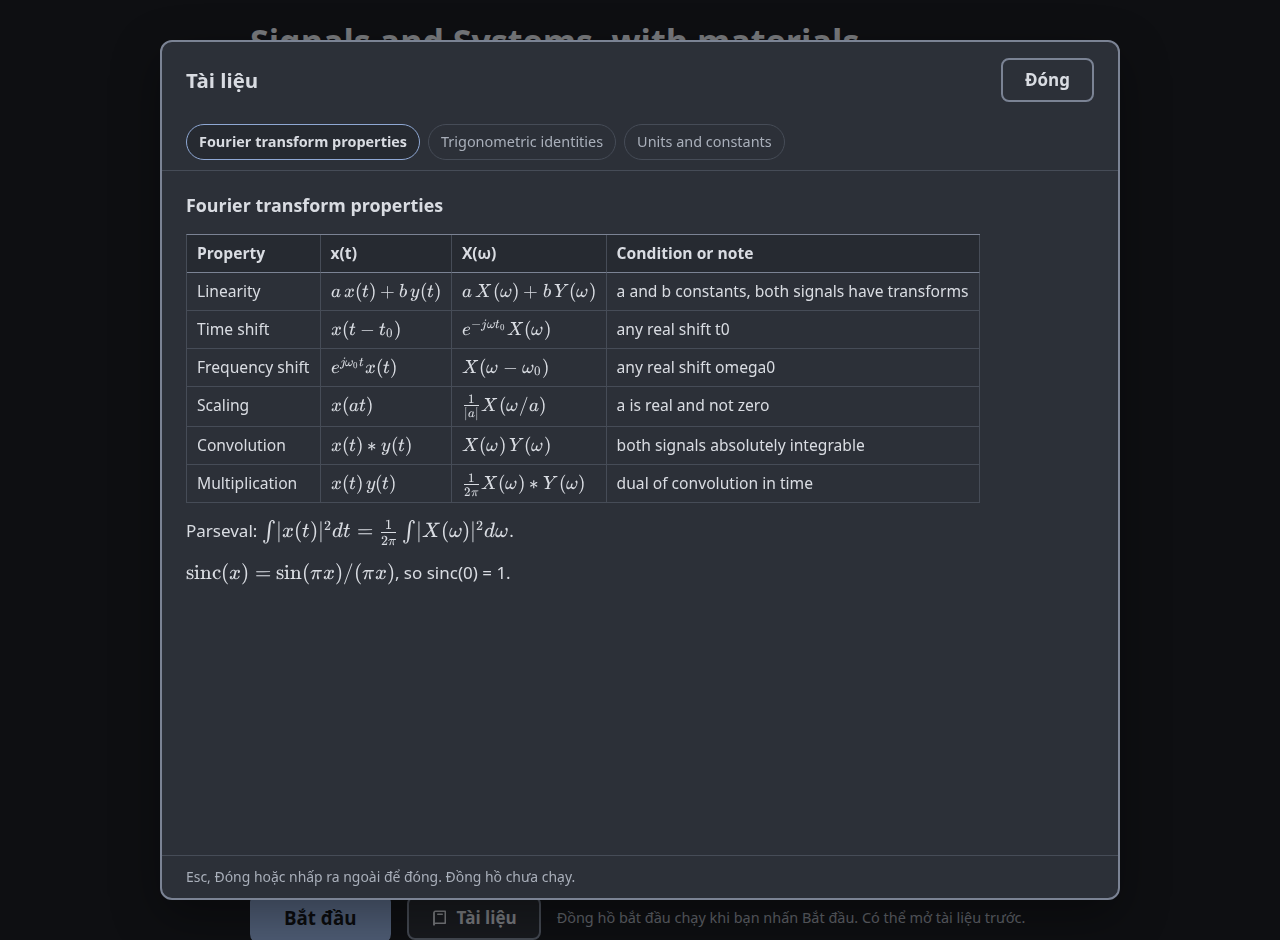 Signals and Systems, with materials
Tài liệu
Đóng
Fourier transform properties
Trigonometric identities
Units and constants
Fourier transform properties
Property x(t) X(ω) Condition or note
Linearity a x(t) + b y(t) a X(ω) + b Y(ω) a and b constants, both signals have transforms
Time shift x(t − t₀) e^{−jωt₀} X(ω) any real shift t0
Frequency shift e^{jω₀t} x(t) X(ω − ω₀) any real shift omega0
Scaling x(at) 1/|a| X(ω/a) a is real and not zero
Convolution x(t) ∗ y(t) X(ω) Y(ω) both signals absolutely integrable
Multiplication x(t) y(t) 1/2π X(ω) ∗ Y(ω) dual of convolution in time
Parseval: ∫|x(t)|²dt = 1/2π ∫|X(ω)|²dω.
sinc(x) = sin(πx)/(πx), so sinc(0) = 1.
Esc, Đóng hoặc nhấp ra ngoài để đóng. Đồng hồ chưa chạy.
Bắt đầu
Tài liệu
Đồng hồ bắt đầu chạy khi bạn nhấn Bắt đầu. Có thể mở tài liệu trước.